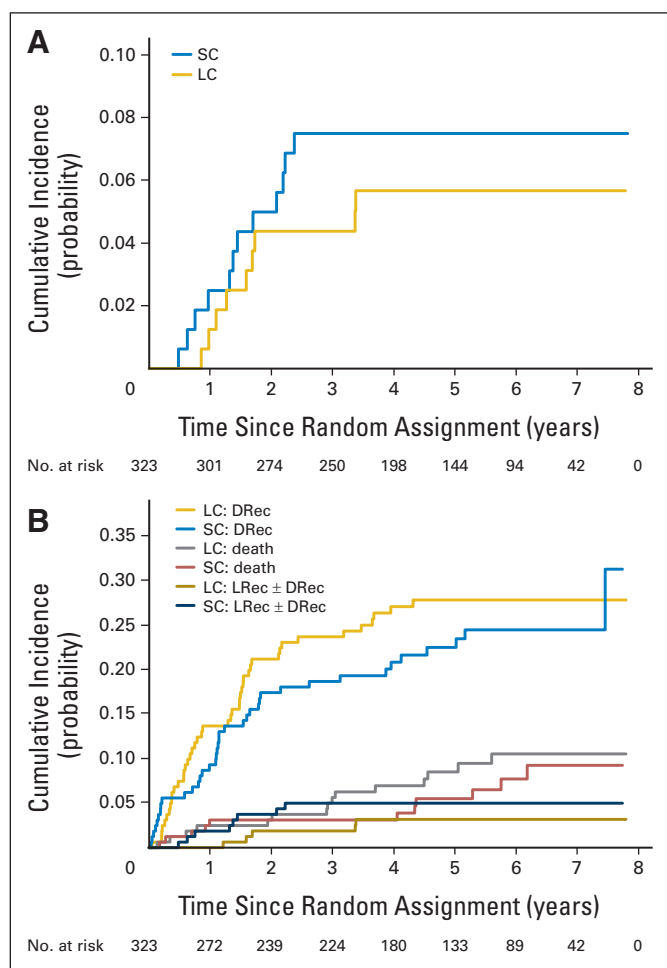 A
0.10
0.08
0.06
0.04
0.02
0
Cumulative Incidence
(probability)
SC
LC
1 2 3 4 5 6 7 8
Time Since Random Assignment (years)
No. at risk 323 301 274 250 198 144 94 42 0
B
0.35
0.30
0.25
0.20
0.15
0.10
0.05
0
Cumulative Incidence
(probability)
LC: DRec
SC: DRec
LC: death
SC: death
LC: LRec ± DRec
SC: LRec ± DRec
1 2 3 4 5 6 7 8
Time Since Random Assignment (years)
No. at risk 323 272 239 224 180 133 89 42 0